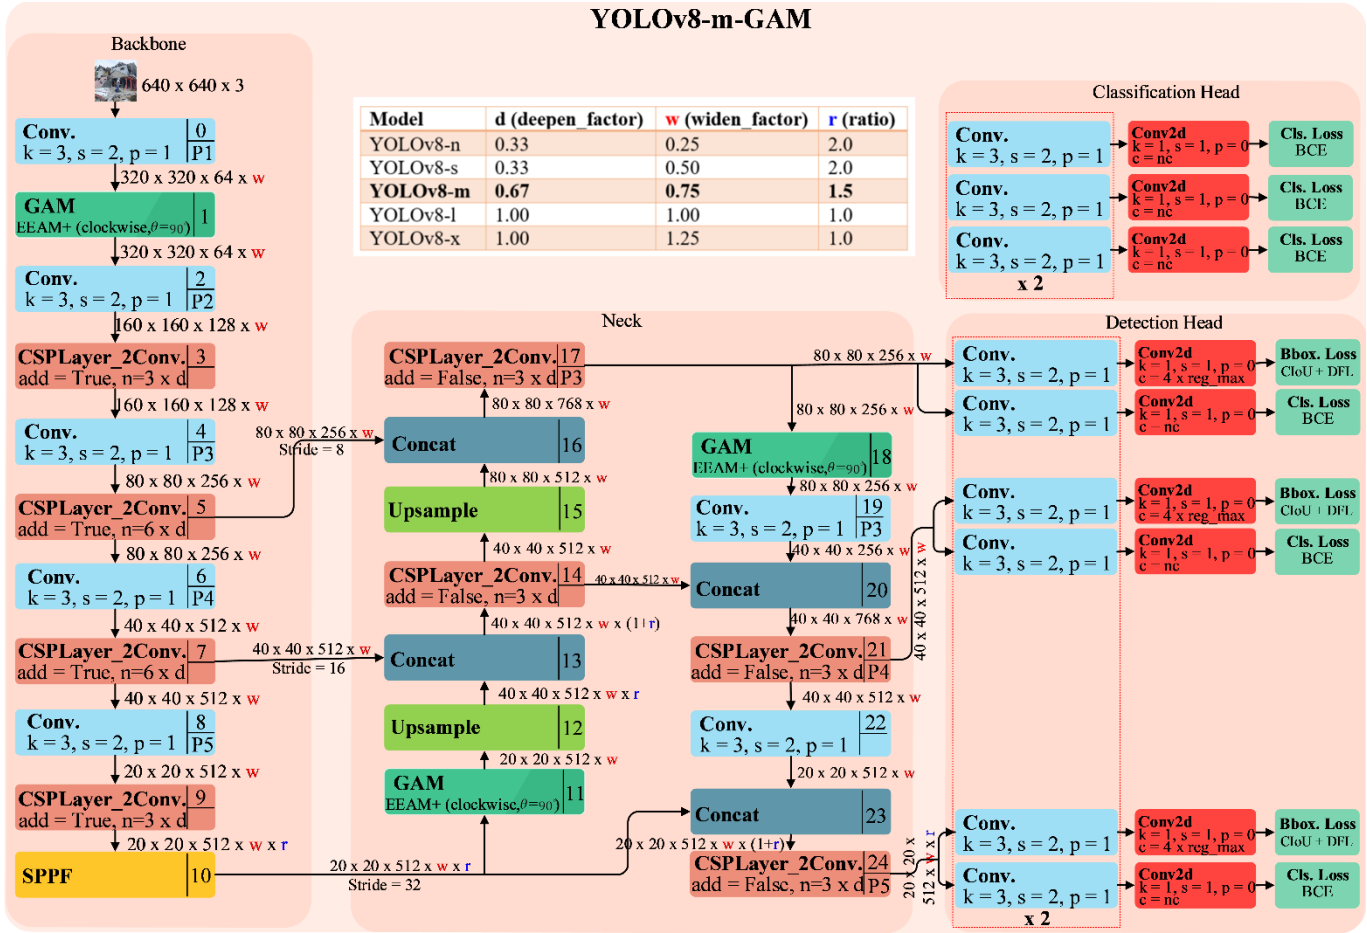 YOLOv8-m-GAM
Backbone
640 x 640 x 3
Conv.
k = 3, s = 2, p = 1
0
P1
320 x 320 x 64 x w
GAM
EEAM+ (clockwise,θ=90)
1
320 x 320 x 64 x w
Conv.
k = 3, s = 2, p = 1
2
P2
160 x 160 x 128 x w
CSPLayer_2Conv.
add = True, n=3 x d
3
160 x 160 x 128 x w
Conv.
k = 3, s = 2, p = 1
4
P3
80 x 80 x 256 x w
CSPLayer_2Conv.
add = True, n=6 x d
5
80 x 80 x 256 x w
Conv.
k = 3, s = 2, p = 1
6
P4
40 x 40 x 512 x w
CSPLayer_2Conv.
add = True, n=6 x d
7
40 x 40 x 512 x w
Conv.
k = 3, s = 2, p = 1
8
P5
20 x 20 x 512 x w
CSPLayer_2Conv.
add = True, n=3 x d
9
20 x 20 x 512 x w x r
SPPF
10
Model d (deepen_factor) w (widen_factor) r (ratio)
YOLOv8-n 0.33 0.25 2.0
YOLOv8-s 0.33 0.50 2.0
YOLOv8-m 0.67 0.75 1.5
YOLOv8-l 1.00 1.00 1.0
YOLOv8-x 1.00 1.25 1.0
Neck
CSPLayer_2Conv.
add = False, n=3 x d
17
P3
80 x 80 x 768 x w
80 x 80 x 256 x w
Stride = 8
Concat
16
80 x 80 x 512 x w
Upsample
15
40 x 40 x 512 x w
CSPLayer_2Conv.
add = False, n=3 x d
14
40 x 40 x 512 x w x (1+r)
40 x 40 x 512 x w
Stride = 16
Concat
13
40 x 40 x 512 x w x r
Upsample
12
20 x 20 x 512 x w
GAM
EEAM+ (clockwise,θ=90)
11
20 x 20 x 512 x w x r
Stride = 32
80 x 80 x 256 x w
80 x 80 x 256 x w
GAM
EEAM+ (clockwise,θ=90)
18
80 x 80 x 256 x w
Conv.
k = 3, s = 2, p = 1
19
P3
40 x 40 x 256 x w
40 x 40 x 512 x w
Concat
20
40 x 40 x 768 x w
CSPLayer_2Conv.
add = False, n=3 x d
21
P4
40 x 40 x 512 x w
40 x 40 x 512 x w
Conv.
k = 3, s = 2, p = 1
22
20 x 20 x 512 x w
Concat
23
20 x 20 x 512 x w x (1+r)
CSPLayer_2Conv.
add = False, n=3 x d
24
P5
20 x 20 x
512 x w x r
Classification Head
Conv.
k = 3, s = 2, p = 1
Conv2d
k = 1, s = 1, p = 0
c = nc
Cls. Loss
BCE
Conv.
k = 3, s = 2, p = 1
Conv2d
k = 1, s = 1, p = 0
c = nc
Cls. Loss
BCE
Conv.
k = 3, s = 2, p = 1
Conv2d
k = 1, s = 1, p = 0
c = nc
Cls. Loss
BCE
x 2
Detection Head
Conv.
k = 3, s = 2, p = 1
Conv2d
k = 1, s = 1, p = 0
c = 4 x reg_max
Bbox. Loss
CIoU + DFL
Conv.
k = 3, s = 2, p = 1
Conv2d
k = 1, s = 1, p = 0
c = nc
Cls. Loss
BCE
Conv.
k = 3, s = 2, p = 1
Conv2d
k = 1, s = 1, p = 0
c = 4 x reg_max
Bbox. Loss
CIoU + DFL
Conv.
k = 3, s = 2, p = 1
Conv2d
k = 1, s = 1, p = 0
c = nc
Cls. Loss
BCE
Conv.
k = 3, s = 2, p = 1
Conv2d
k = 1, s = 1, p = 0
c = 4 x reg_max
Bbox. Loss
CIoU + DFL
Conv.
k = 3, s = 2, p = 1
Conv2d
k = 1, s = 1, p = 0
c = nc
Cls. Loss
BCE
x 2